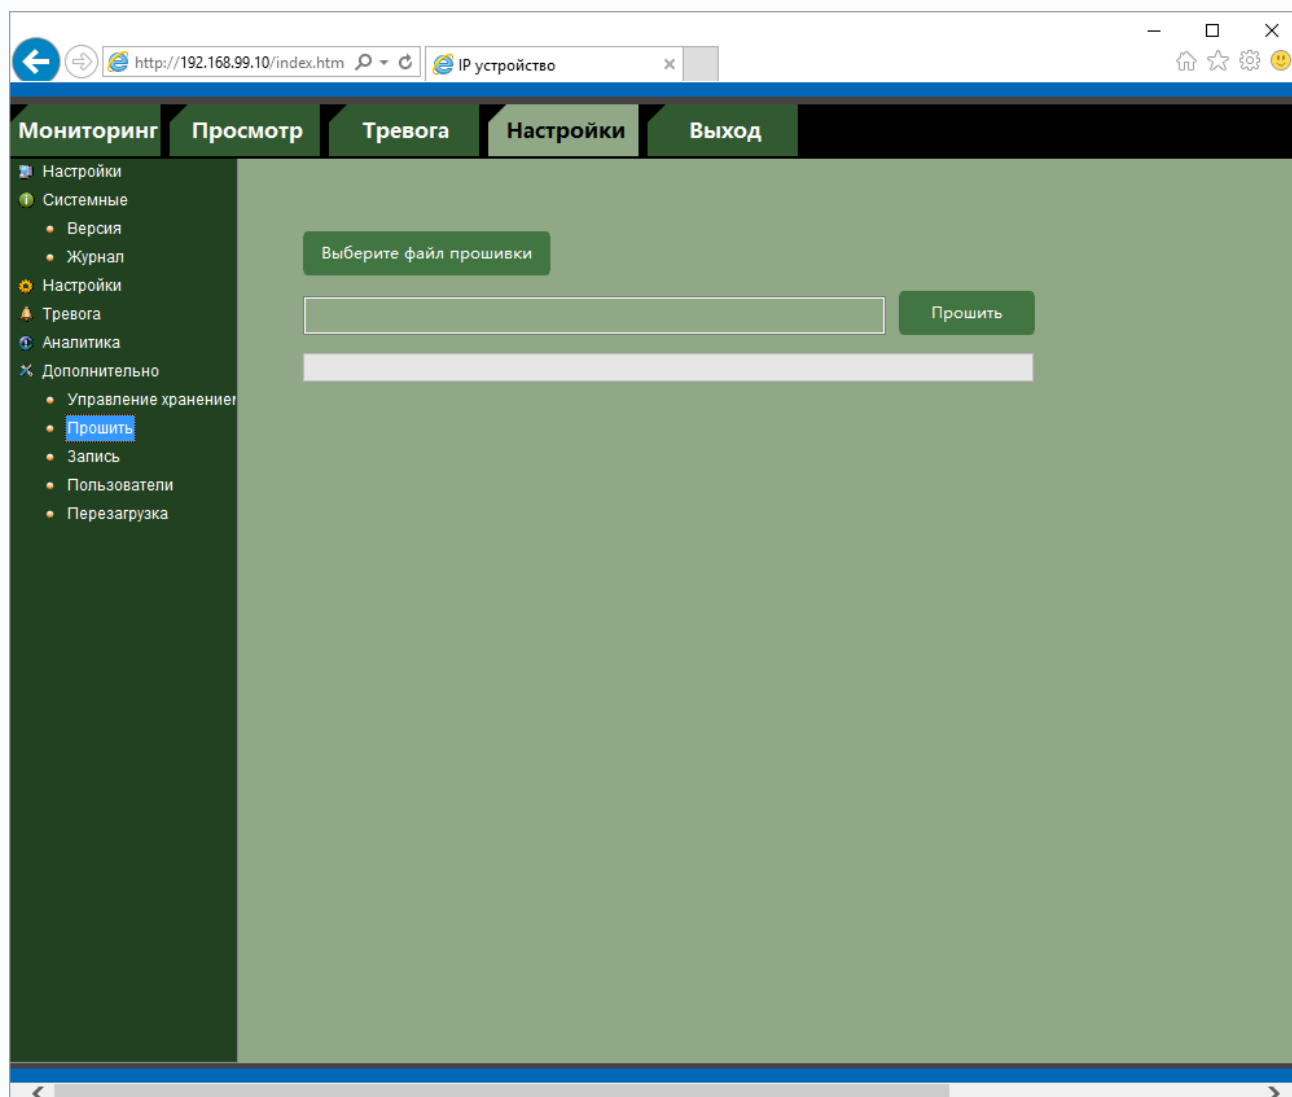 http://192.168.99.10/index.htm
IP устройство
Мониторинг Просмотр Тревога Настройки Выход
Настройки
Системные
Версия
Журнал
Настройки
Тревога
Аналитика
Дополнительно
Управление хранением
Прошить
Запись
Пользователи
Перезагрузка
Выберите файл прошивки
Прошить